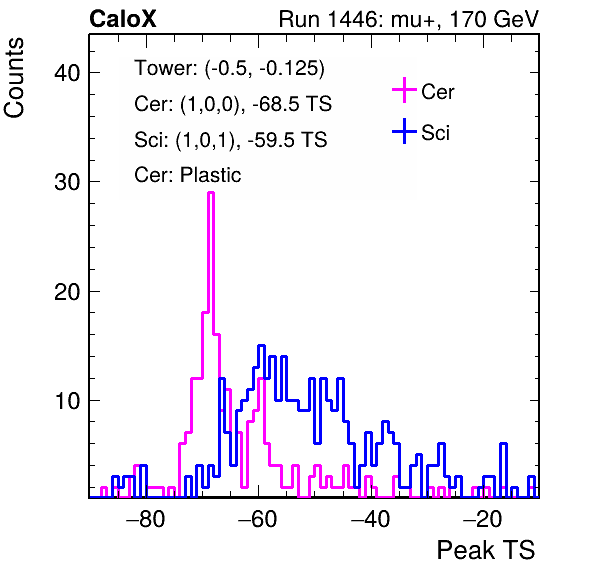 CaloX Run 1446: mu+, 170 GeV
Counts
Tower: (-0.5, -0.125)
Cer: (1,0,0), -68.5 TS
Sci: (1,0,1), -59.5 TS
Cer: Plastic
Cer
Sci
40
30
20
10
−80 −60 −40 −20
Peak TS